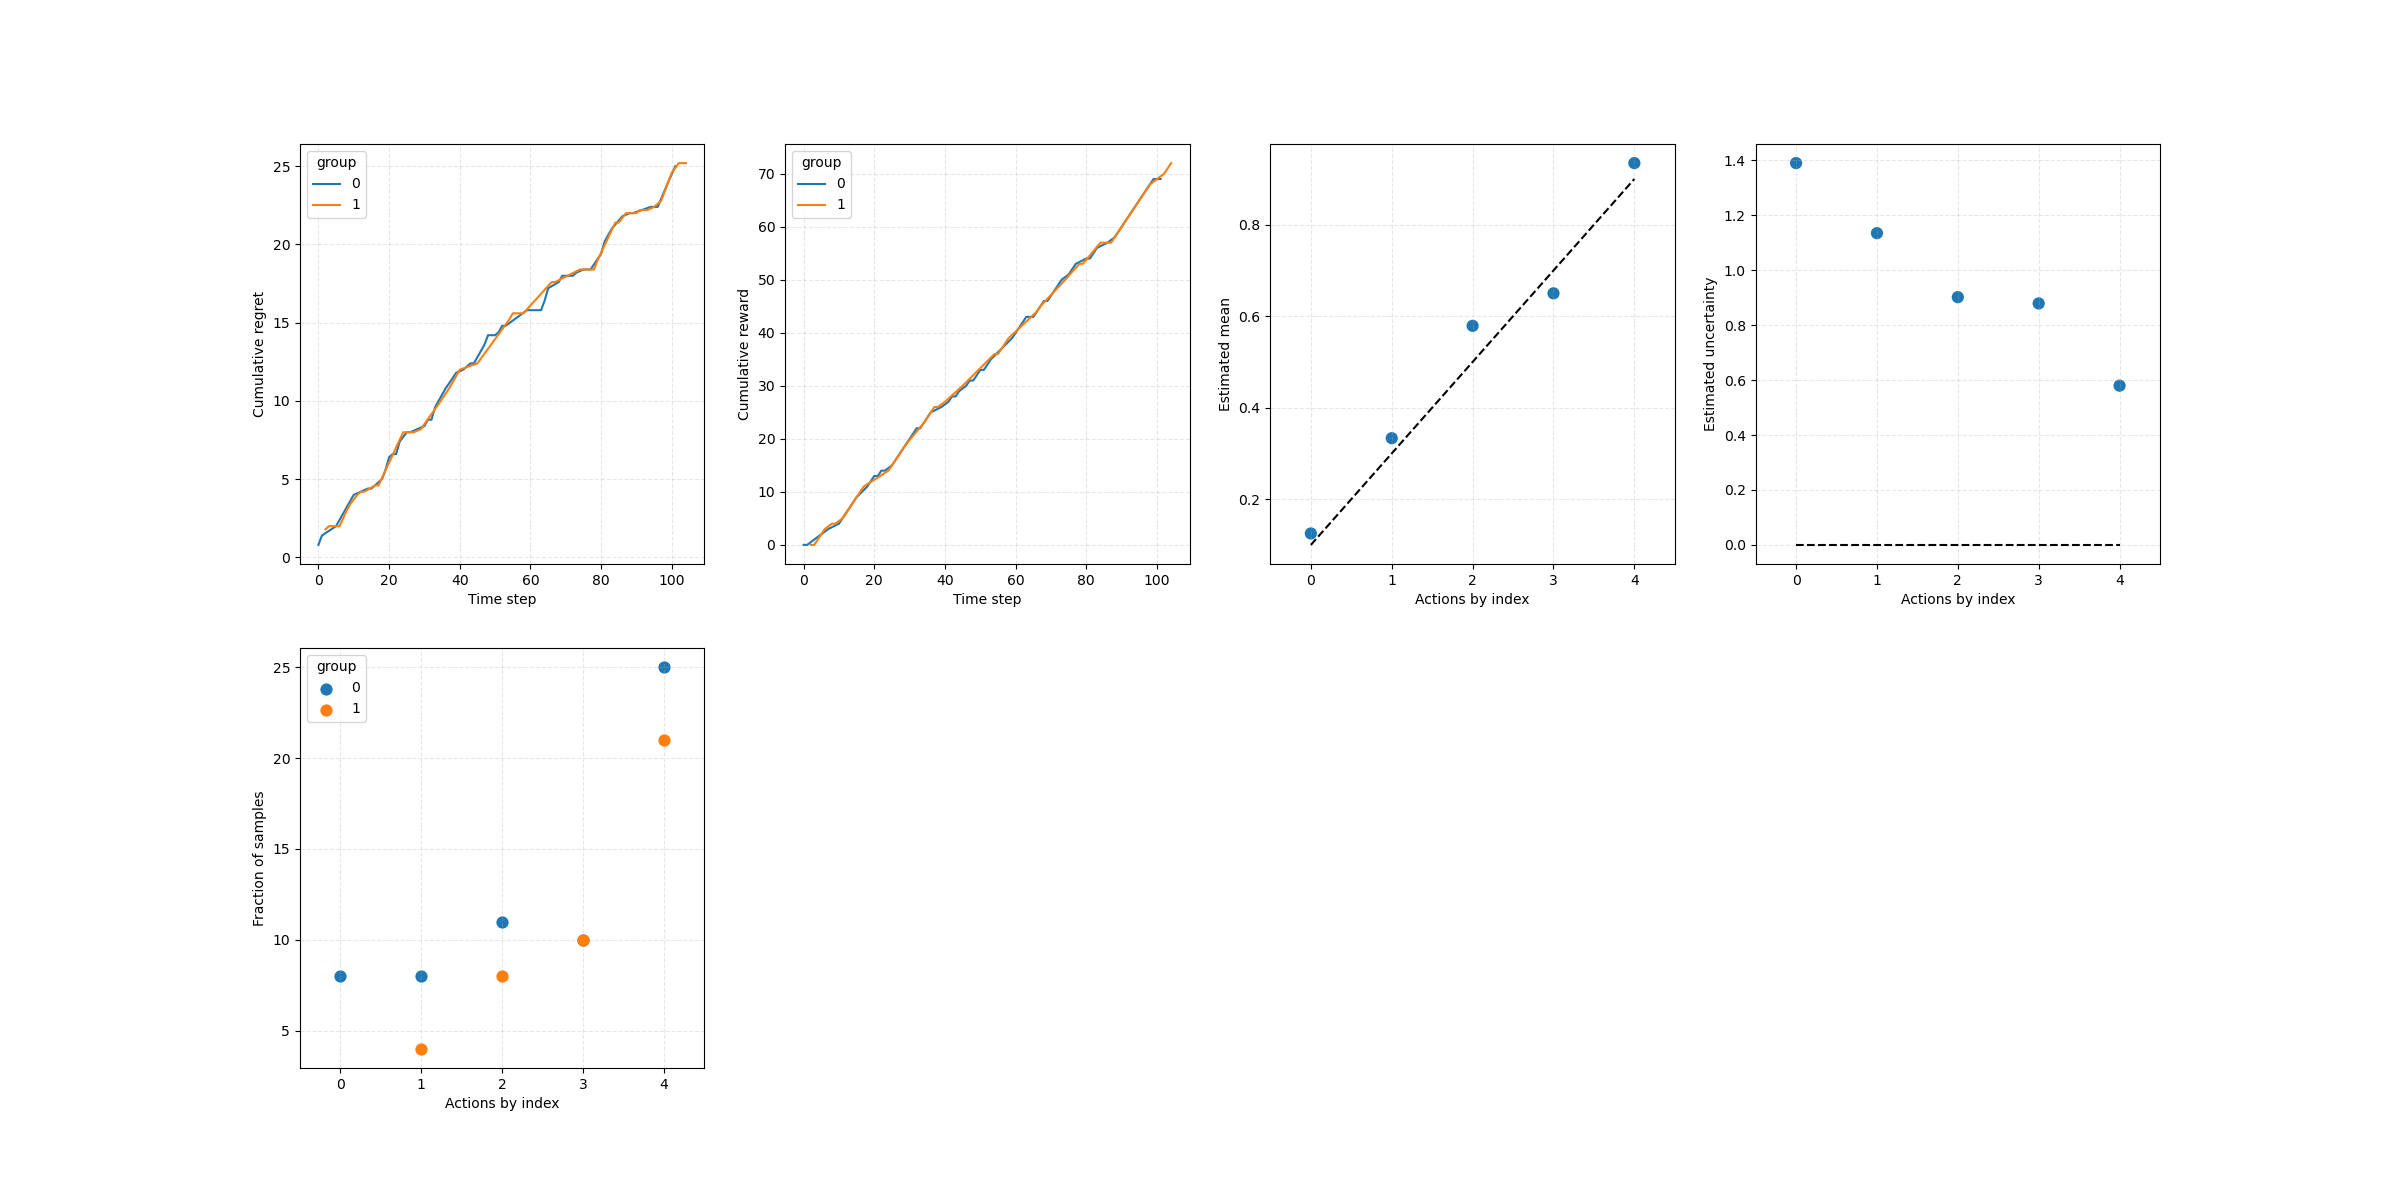 group
0
1
25
20
15
10
5
0
Cumulative regret
0 20 40 60 80 100
Time step
group
0
1
70
60
50
40
30
20
10
0
Cumulative reward
0 20 40 60 80 100
Time step
0.8
0.6
0.4
0.2
Estimated mean
0 1 2 3 4
Actions by index
1.4
1.2
1.0
0.8
0.6
0.4
0.2
0.0
Estimated uncertainty
0 1 2 3 4
Actions by index
group
0
1
25
20
15
10
5
Fraction of samples
0 1 2 3 4
Actions by index